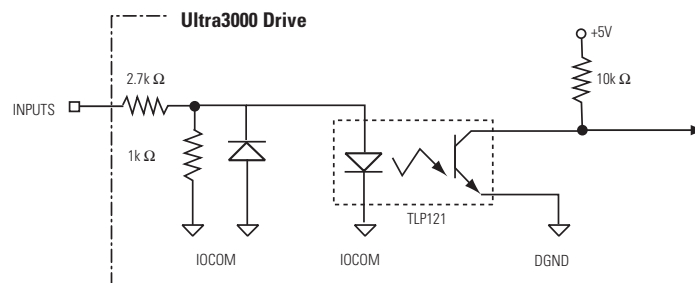 Ultra3000 Drive
+5V
2.7k Ω
10k Ω
INPUTS
1k Ω
TLP121
IOCOM
IOCOM
DGND